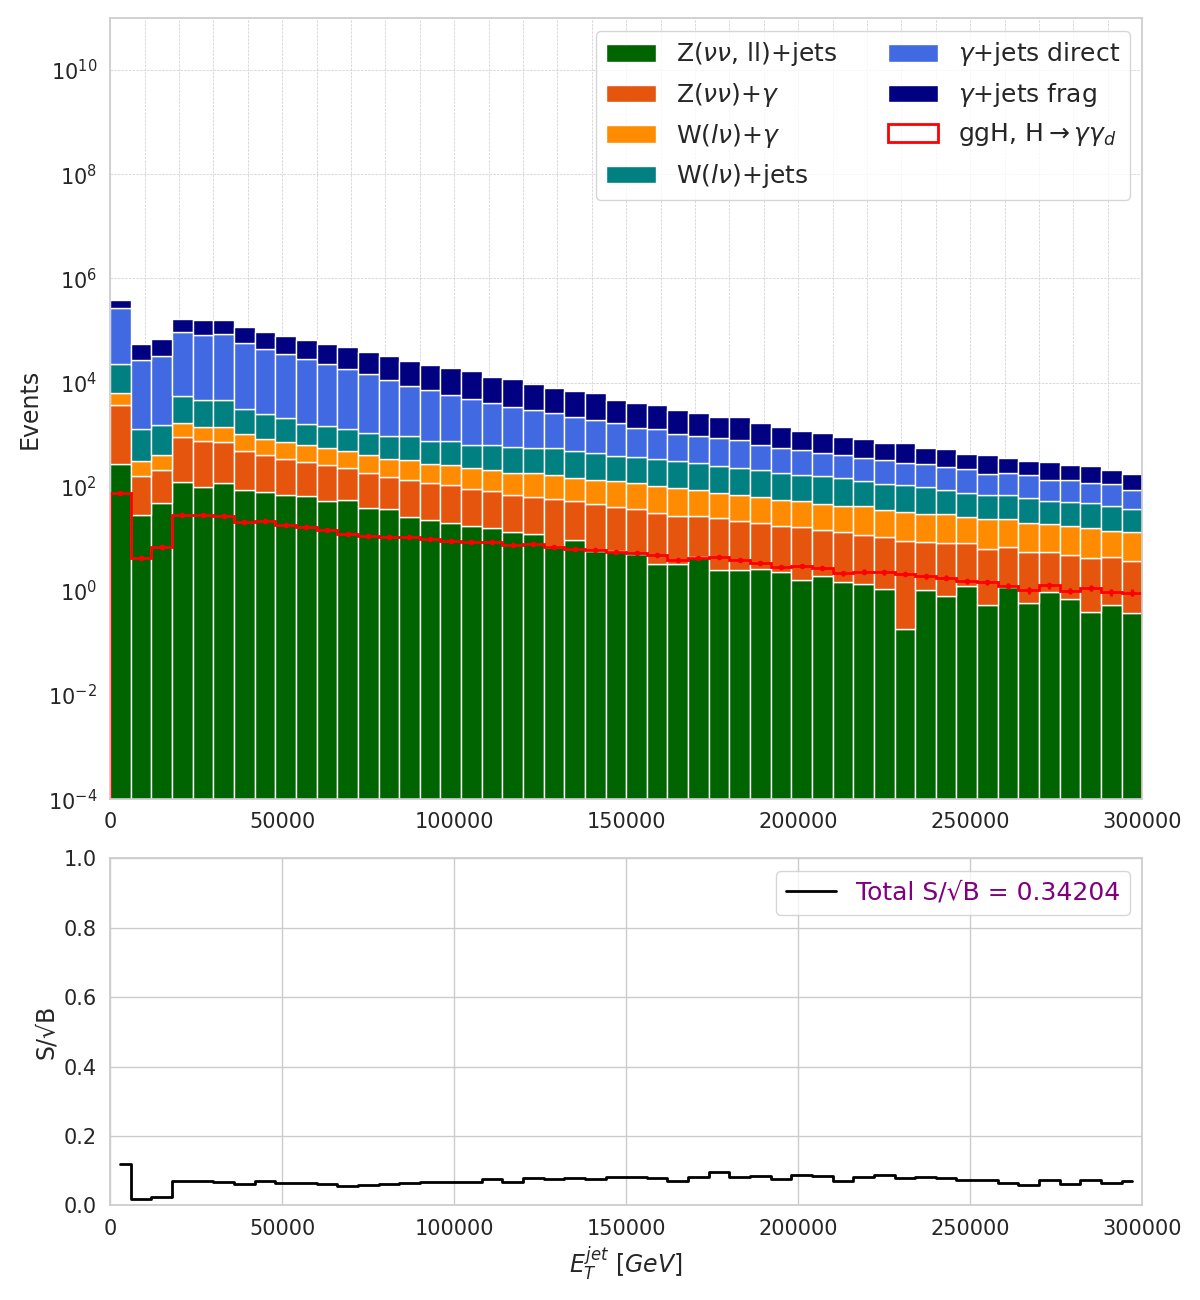 Z(νν, ll)+jets
Z(νν)+γ
W(lν)+γ
W(lν)+jets
γ+jets direct
γ+jets frag
ggH, H→γγ_d
Events
10^10
10^8
10^6
10^4
10^2
10^0
10^−2
10^−4
0 50000 100000 150000 200000 250000 300000
Total S/√B = 0.34204
S/√B
1.0
0.8
0.6
0.4
0.2
0.0
0 50000 100000 150000 200000 250000 300000
E_T^jet [GeV]